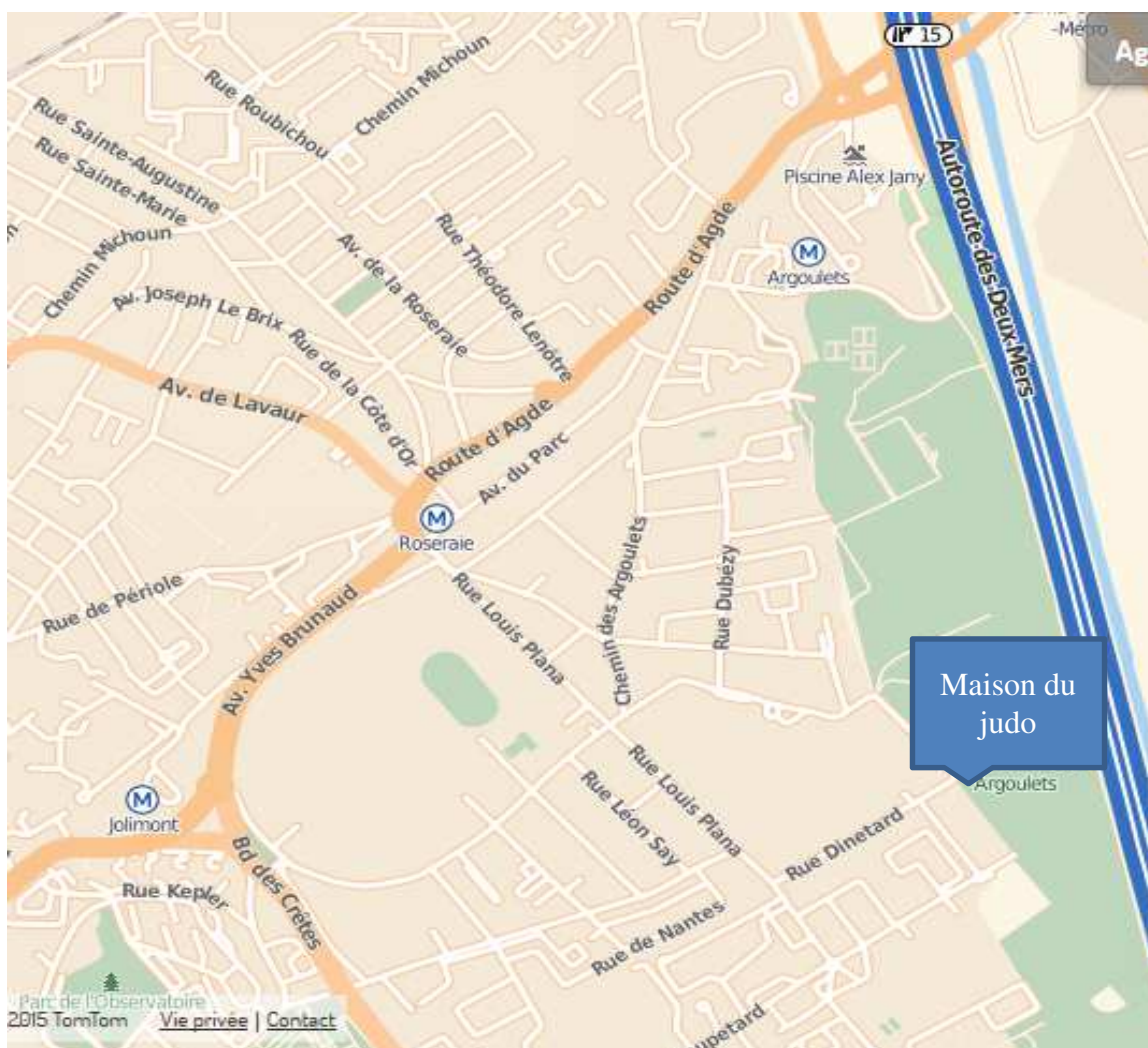 15
-Métro
Ag
Rue Roubichou
Chemin Michoun
Rue Sainte-Augustine
Rue Sainte-Marie
Piscine Alex Jany
Autoroute des Deux Mers
Chemin Michoun
Av. de la Roseraie
Rue Théodore Lenôtre
Route d'Agde
M
Argoulets
Av. Joseph Le Brix
Rue de la Côte d'Or
Av. de Lavaur
Route d'Agde
Av. du Parc
M
Roseraie
Rue de Périole
Av. Yves Brunaud
Rue Louis Plana
Chemin des Argoulets
Rue Dubézy
Maison du
judo
Argoulets
M
Jolimont
Rue Louis Plana
Rue Léon Say
Rue Dinetard
Rue Kepler
Bd des Crêtes
Rue de Nantes
Parc de l'Observatoire
2015 TomTom Vie privée | Contact
upetard